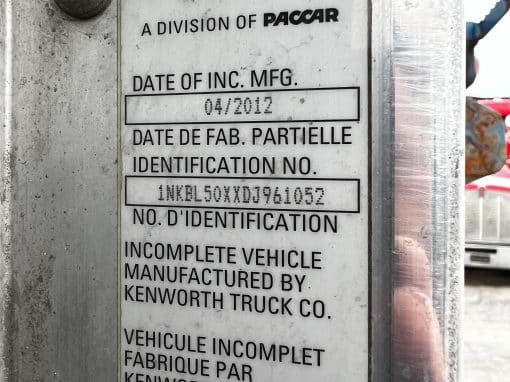 A DIVISION OF PACCAR
DATE OF INC. MFG.
04/2012
DATE DE FAB. PARTIELLE
IDENTIFICATION NO.
1NKBL50XXDJ961052
NO. D'IDENTIFICATION
INCOMPLETE VEHICLE
MANUFACTURED BY
KENWORTH TRUCK CO.
VEHICULE INCOMPLET
FABRIQUE PAR
KENWORTH